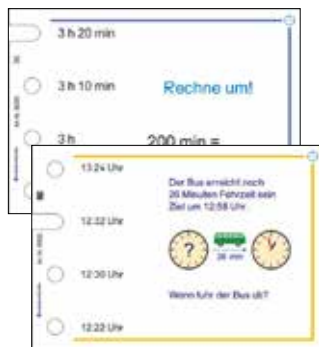 3 h 20 min
3 h 10 min
Rechne um!
3 h
200 min =
13:24 Uhr
12:32 Uhr
12:30 Uhr
12:22 Uhr
Der Bus erreicht nach
26 Minuten Fahrzeit sein
Ziel um 12:58 Uhr.
?
26 min
Wann fuhr der Bus ab?